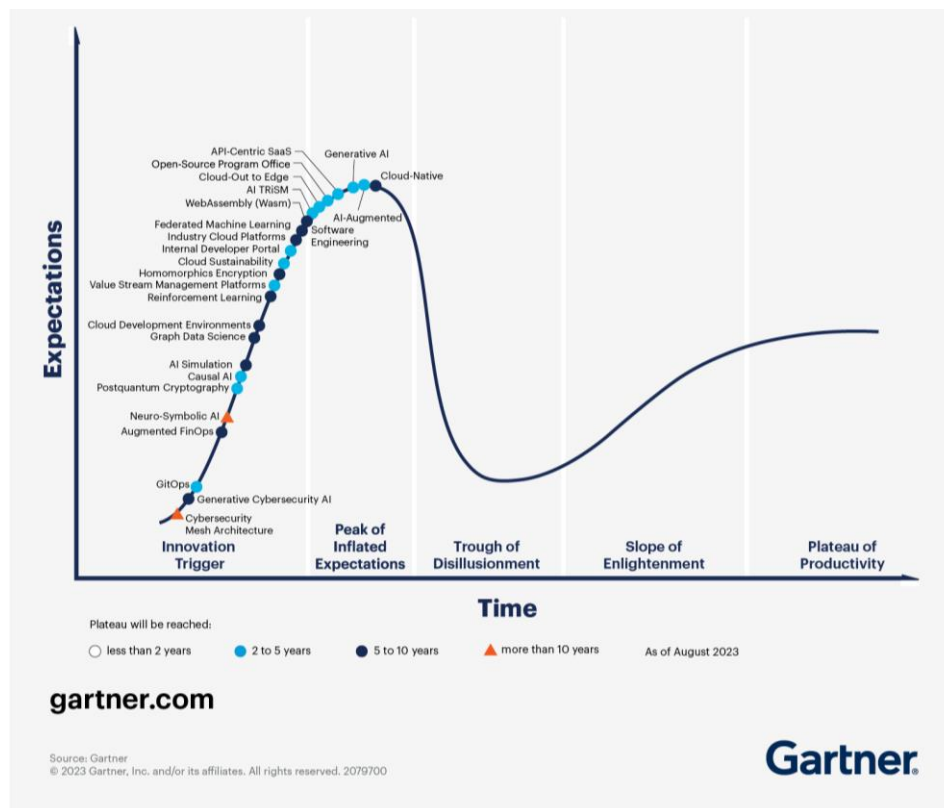 API-Centric SaaS
Generative AI
Open-Source Program Office
Cloud-Native
Cloud-Out to Edge
AI TRiSM
WebAssembly (Wasm)
AI-Augmented
Software
Engineering
Federated Machine Learning
Industry Cloud Platforms
Internal Developer Portal
Cloud Sustainability
Homomorphics Encryption
Value Stream Management Platforms
Reinforcement Learning
Cloud Development Environments
Graph Data Science
AI Simulation
Causal AI
Postquantum Cryptography
Neuro-Symbolic AI
Augmented FinOps
GitOps
Generative Cybersecurity AI
Cybersecurity
Mesh Architecture
Expectations
Innovation
Trigger
Peak of
Inflated
Expectations
Trough of
Disillusionment
Slope of
Enlightenment
Plateau of
Productivity
Time
Plateau will be reached:
less than 2 years
2 to 5 years
5 to 10 years
more than 10 years
As of August 2023
gartner.com
Source: Gartner
© 2023 Gartner, Inc. and/or its affiliates. All rights reserved. 2079700
Gartner®